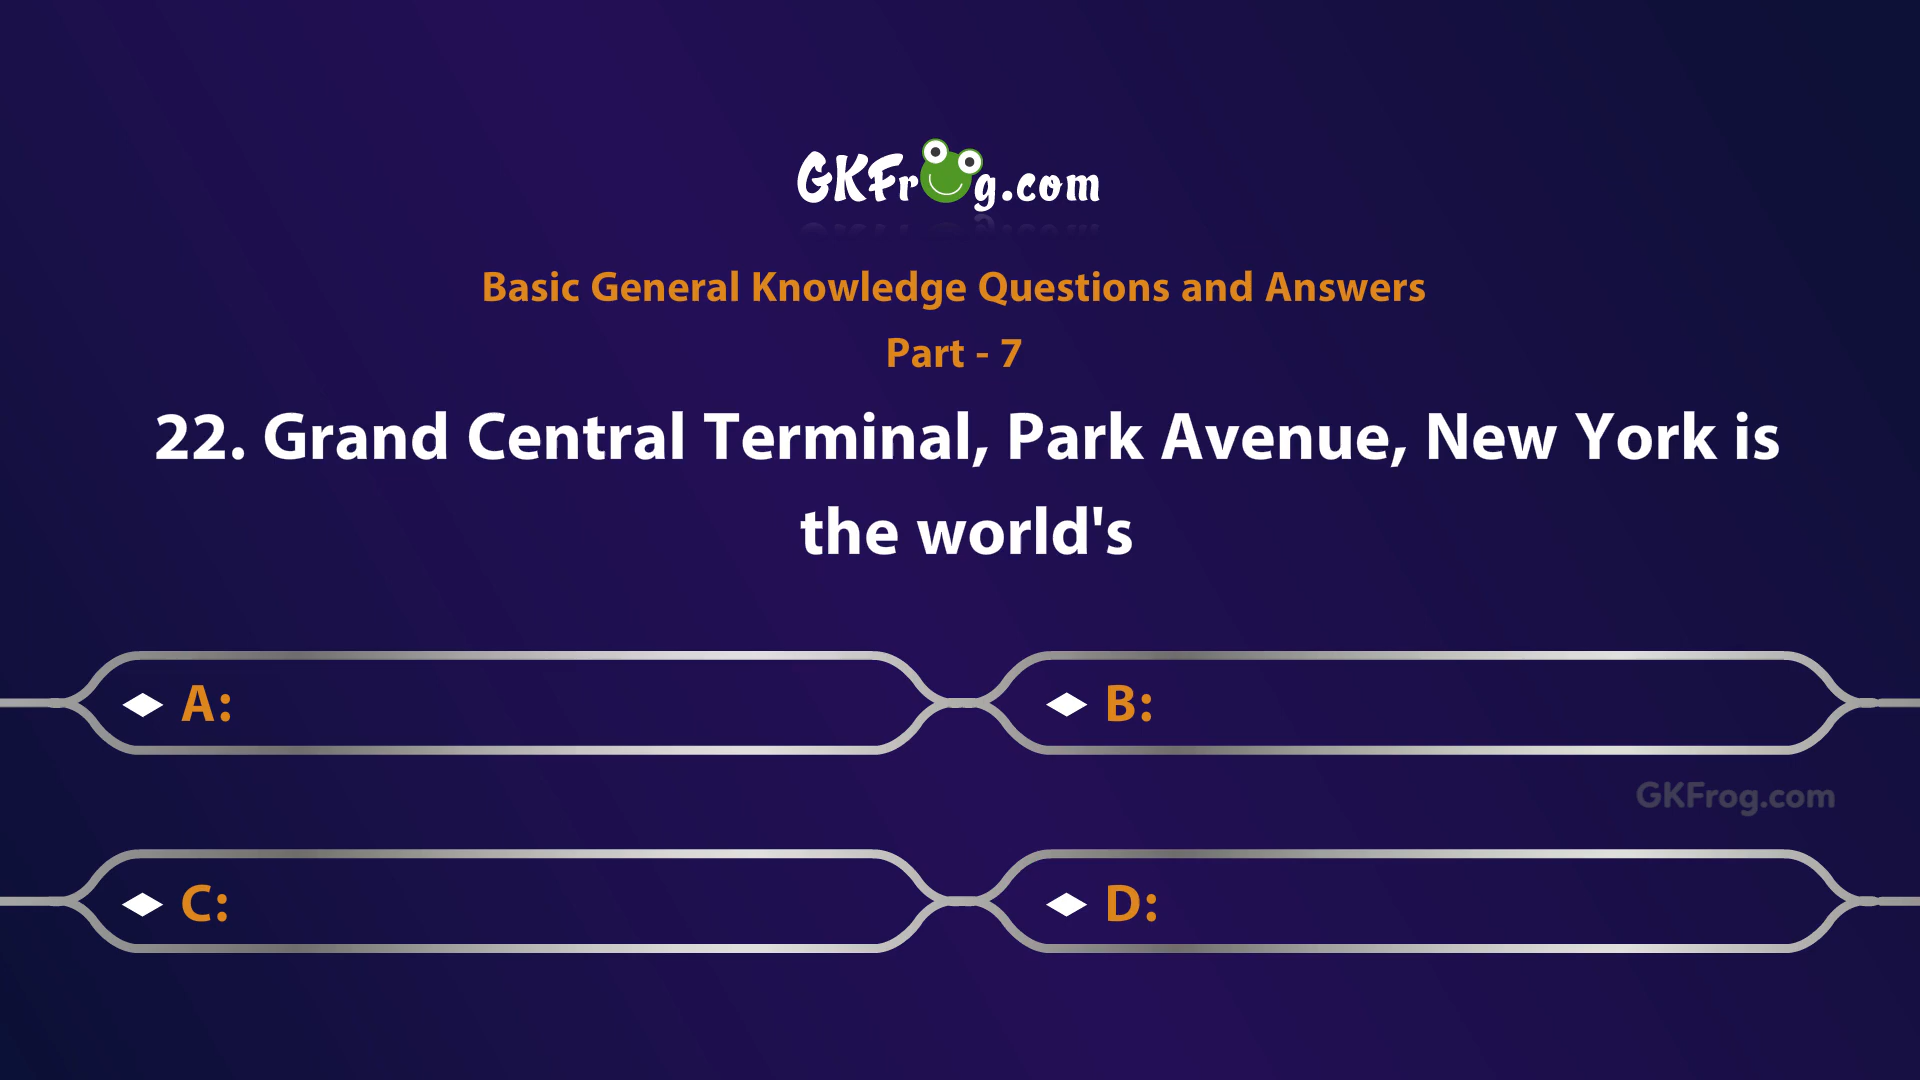 GKFrog.com
Basic General Knowledge Questions and Answers
Part - 7
22. Grand Central Terminal, Park Avenue, New York is
the world's
A:
B:
GKFrog.com
C:
D: